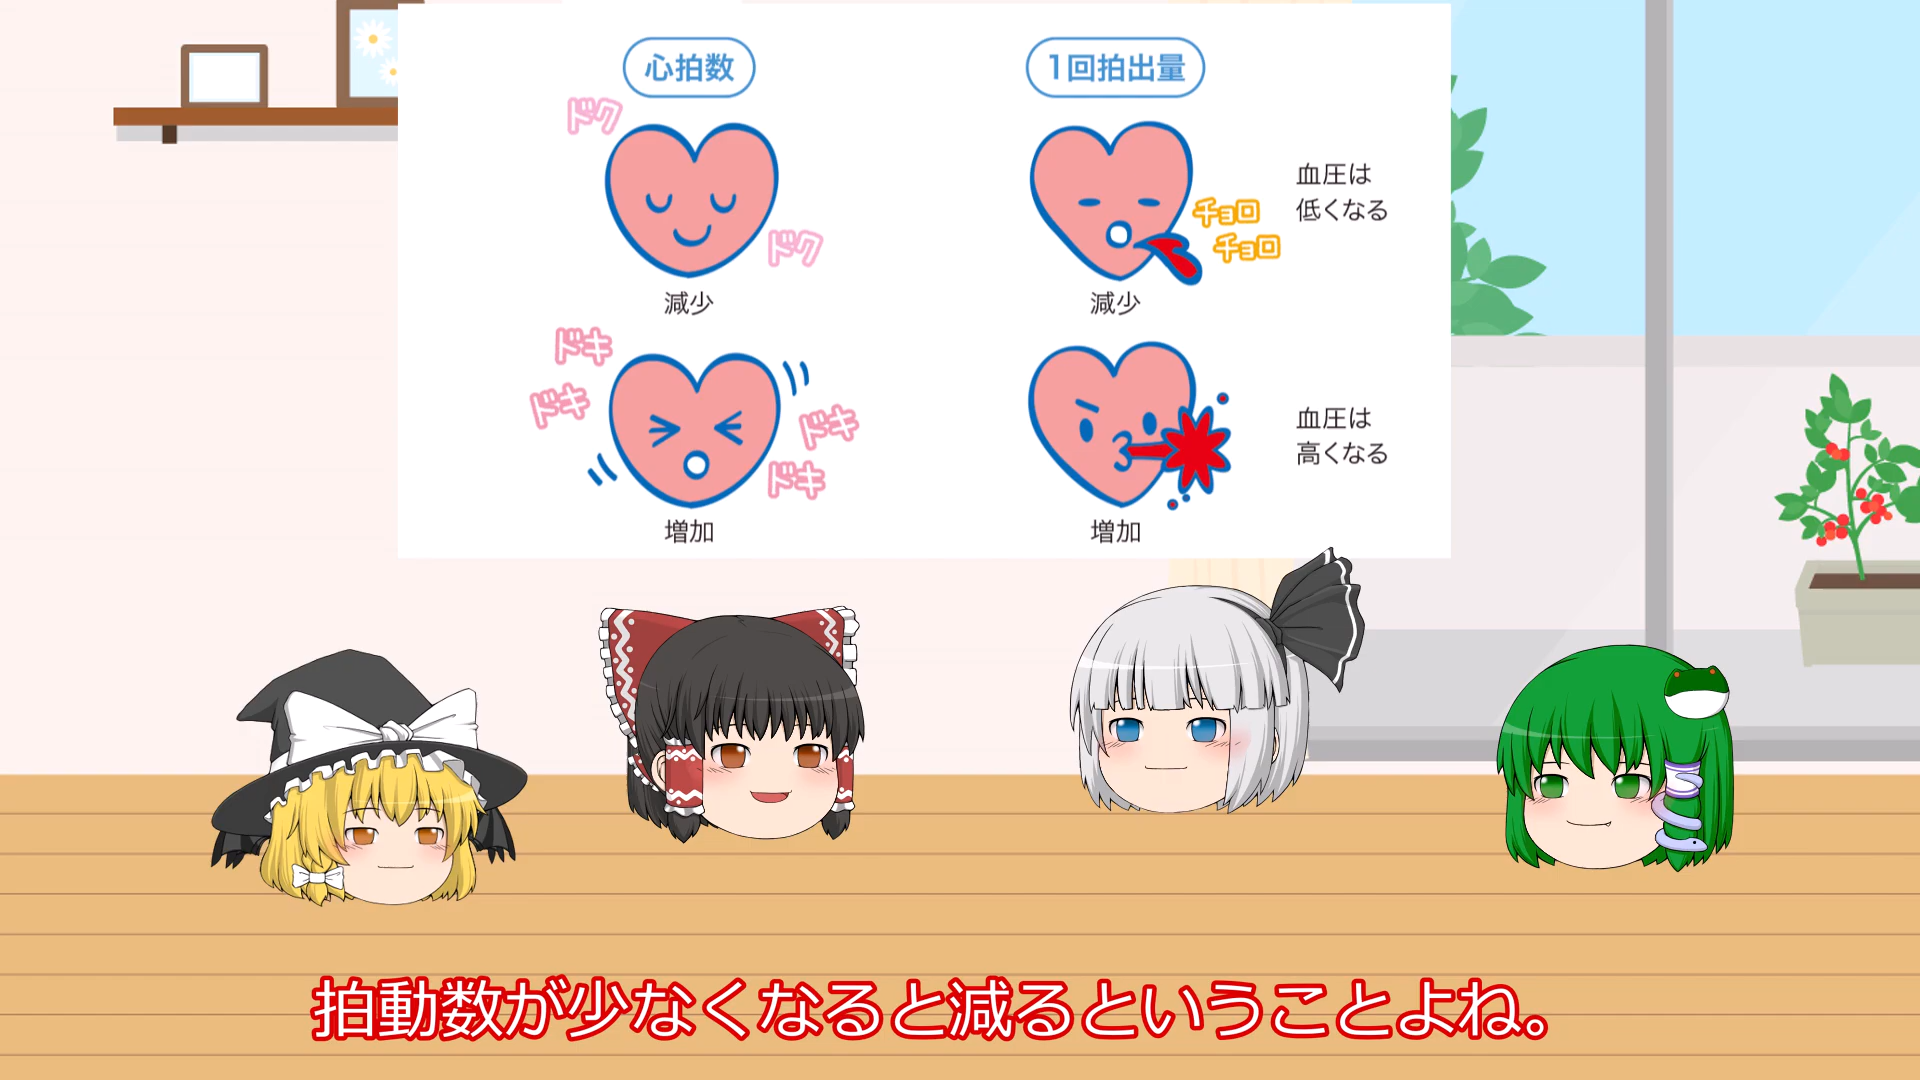 心拍数
1回拍出量
ドク
ドク
減少
チョロ
チョロ
減少
血圧は
低くなる
ドキ
ドキ
ドキ
ドキ
増加
増加
血圧は
高くなる
拍動数が少なくなると減るということよね。